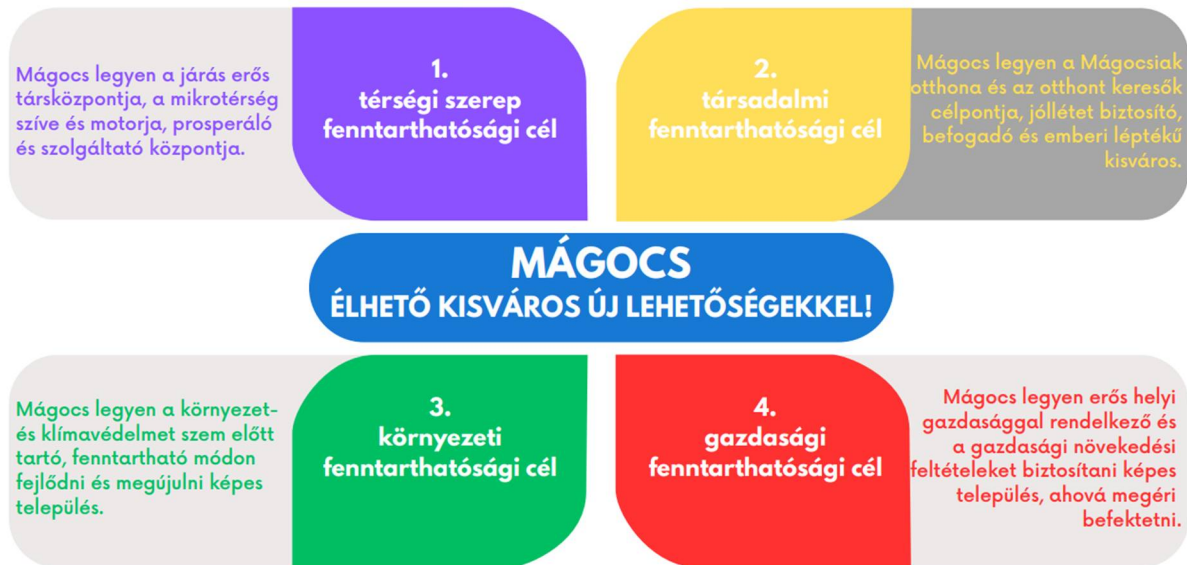 Mágocs legyen a járás erős
társközpontja, a mikrotérség
szíve és motorja, prosperáló
és szolgáltató központja.
1.
térségi szerep
fenntarthatósági cél
2.
társadalmi
fenntarthatósági cél
Mágocs legyen a Mágocsiak
otthona és az otthont keresők
célpontja, jóllétet biztosító,
befogadó és emberi léptékű
kisváros.
MÁGOCS
ÉLHETŐ KISVÁROS ÚJ LEHETŐSÉGEKKEL!
Mágocs legyen a környezet-
és klímavédelmet szem előtt
tartó, fenntartható módon
fejlődni és megújulni képes
település.
3.
környezeti
fenntarthatósági cél
4.
gazdasági
fenntarthatósági cél
Mágocs legyen erős helyi
gazdasággal rendelkező és
a gazdasági növekedési
feltételeket biztosítani képes
település, ahová megéri
befektetni.